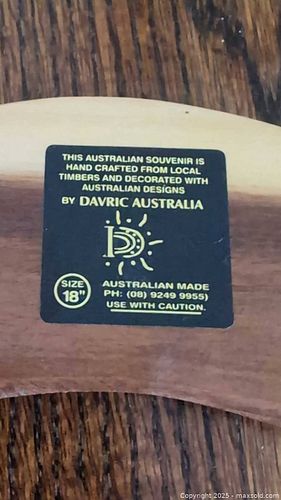 THIS AUSTRALIAN SOUVENIR IS
HAND CRAFTED FROM LOCAL
TIMBERS AND DECORATED WITH
AUSTRALIAN DESIGNS
BY DAVRIC AUSTRALIA
D
SIZE
18"
AUSTRALIAN MADE
PH: (08) 9249 9955)
USE WITH CAUTION.
Copyright © 2025 - maxsold.com